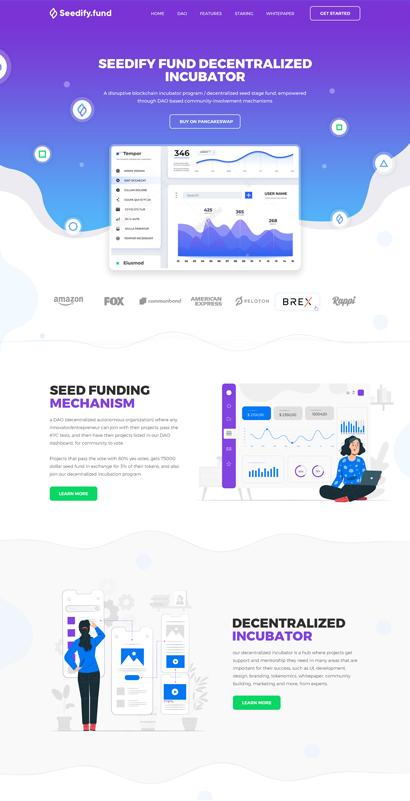 Seedify.fund
HOME DAO FEATURES STAKING WHITEPAPER GET STARTED
SEEDIFY FUND DECENTRALIZED
INCUBATOR
A disruptive blockchain incubator program / decentralized seed stage fund, empowered
through DAO based community-involvement mechanisms
BUY ON PANCAKESWAP
Tempor
346
Search
USER NAME
425
365
268
Eiusmod
amazon FOX commonbond AMERICAN EXPRESS PELOTON BREX Rappi
SEED FUNDING
MECHANISM
a DAO (decentralized autonomous organization) where any
innovator/entrepreneur can join with their projects, pass the
KYC tests, and then have their projects listed in our DAO
dashboard, for community to vote.
Projects that pass the vote with 60% yes votes, gets 75000
dollar seed fund in exchange for 3% of their tokens, and also
join our decentralized incubation program
LEARN MORE
DECENTRALIZED
INCUBATOR
our decentralized incubator is a hub where projects get
support and mentorship they need in many areas that are
important for their success, such as UI, development,
design, branding, tokenomics, whitepaper, community
building, marketing and more, from experts.
LEARN MORE